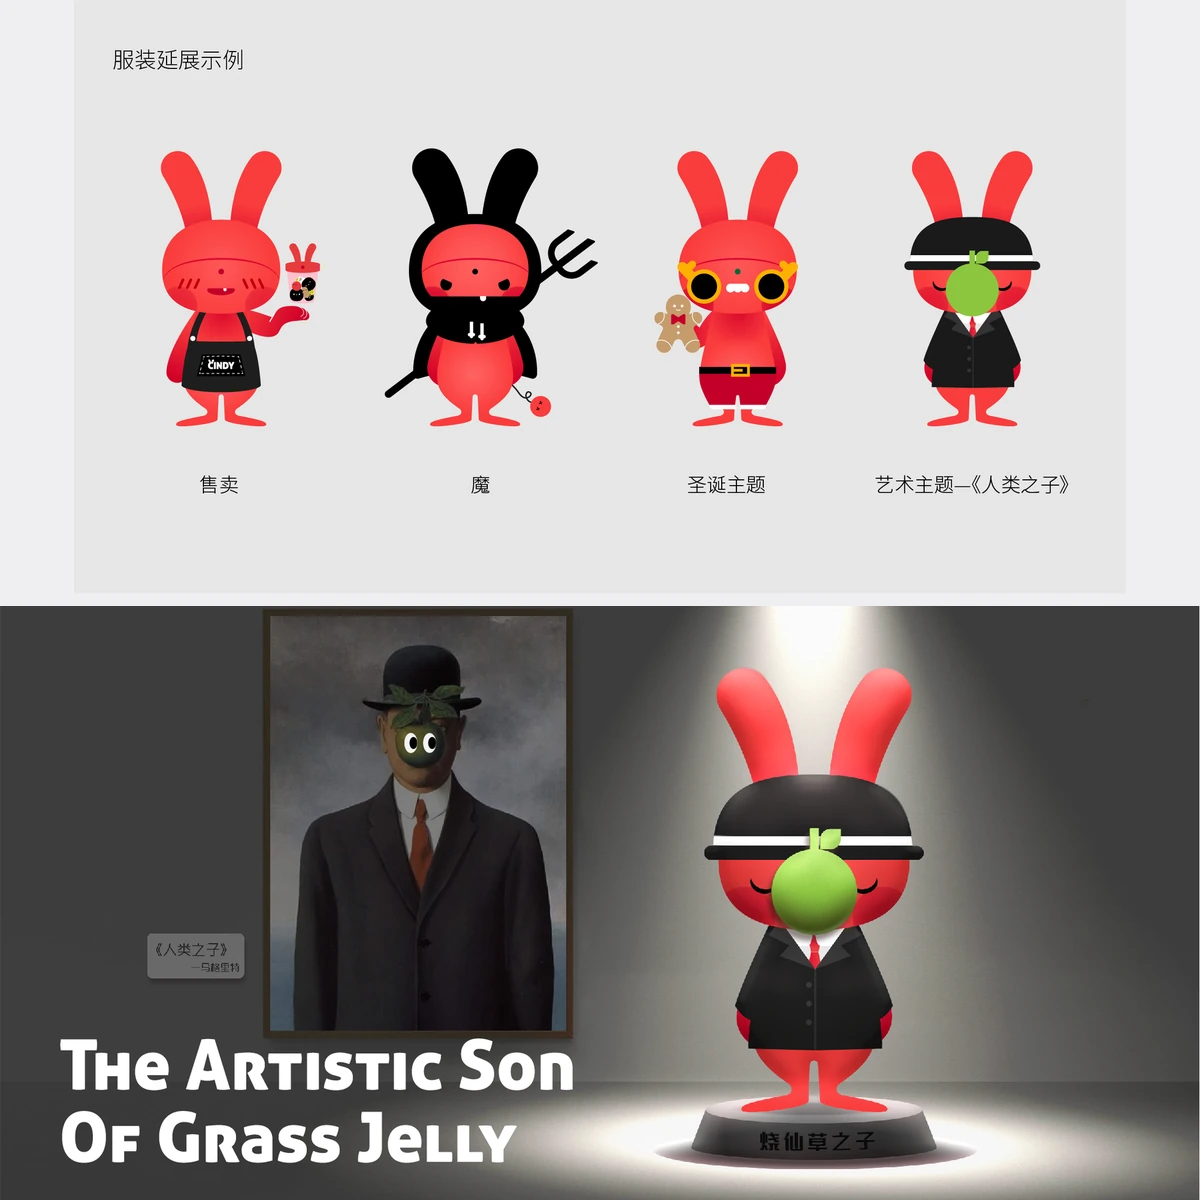 服装延展示例
CINDY
售卖
魔
圣诞主题
艺术主题—《人类之子》
《人类之子》
—马格里特
The Artistic Son
Of Grass Jelly
烧仙草之子